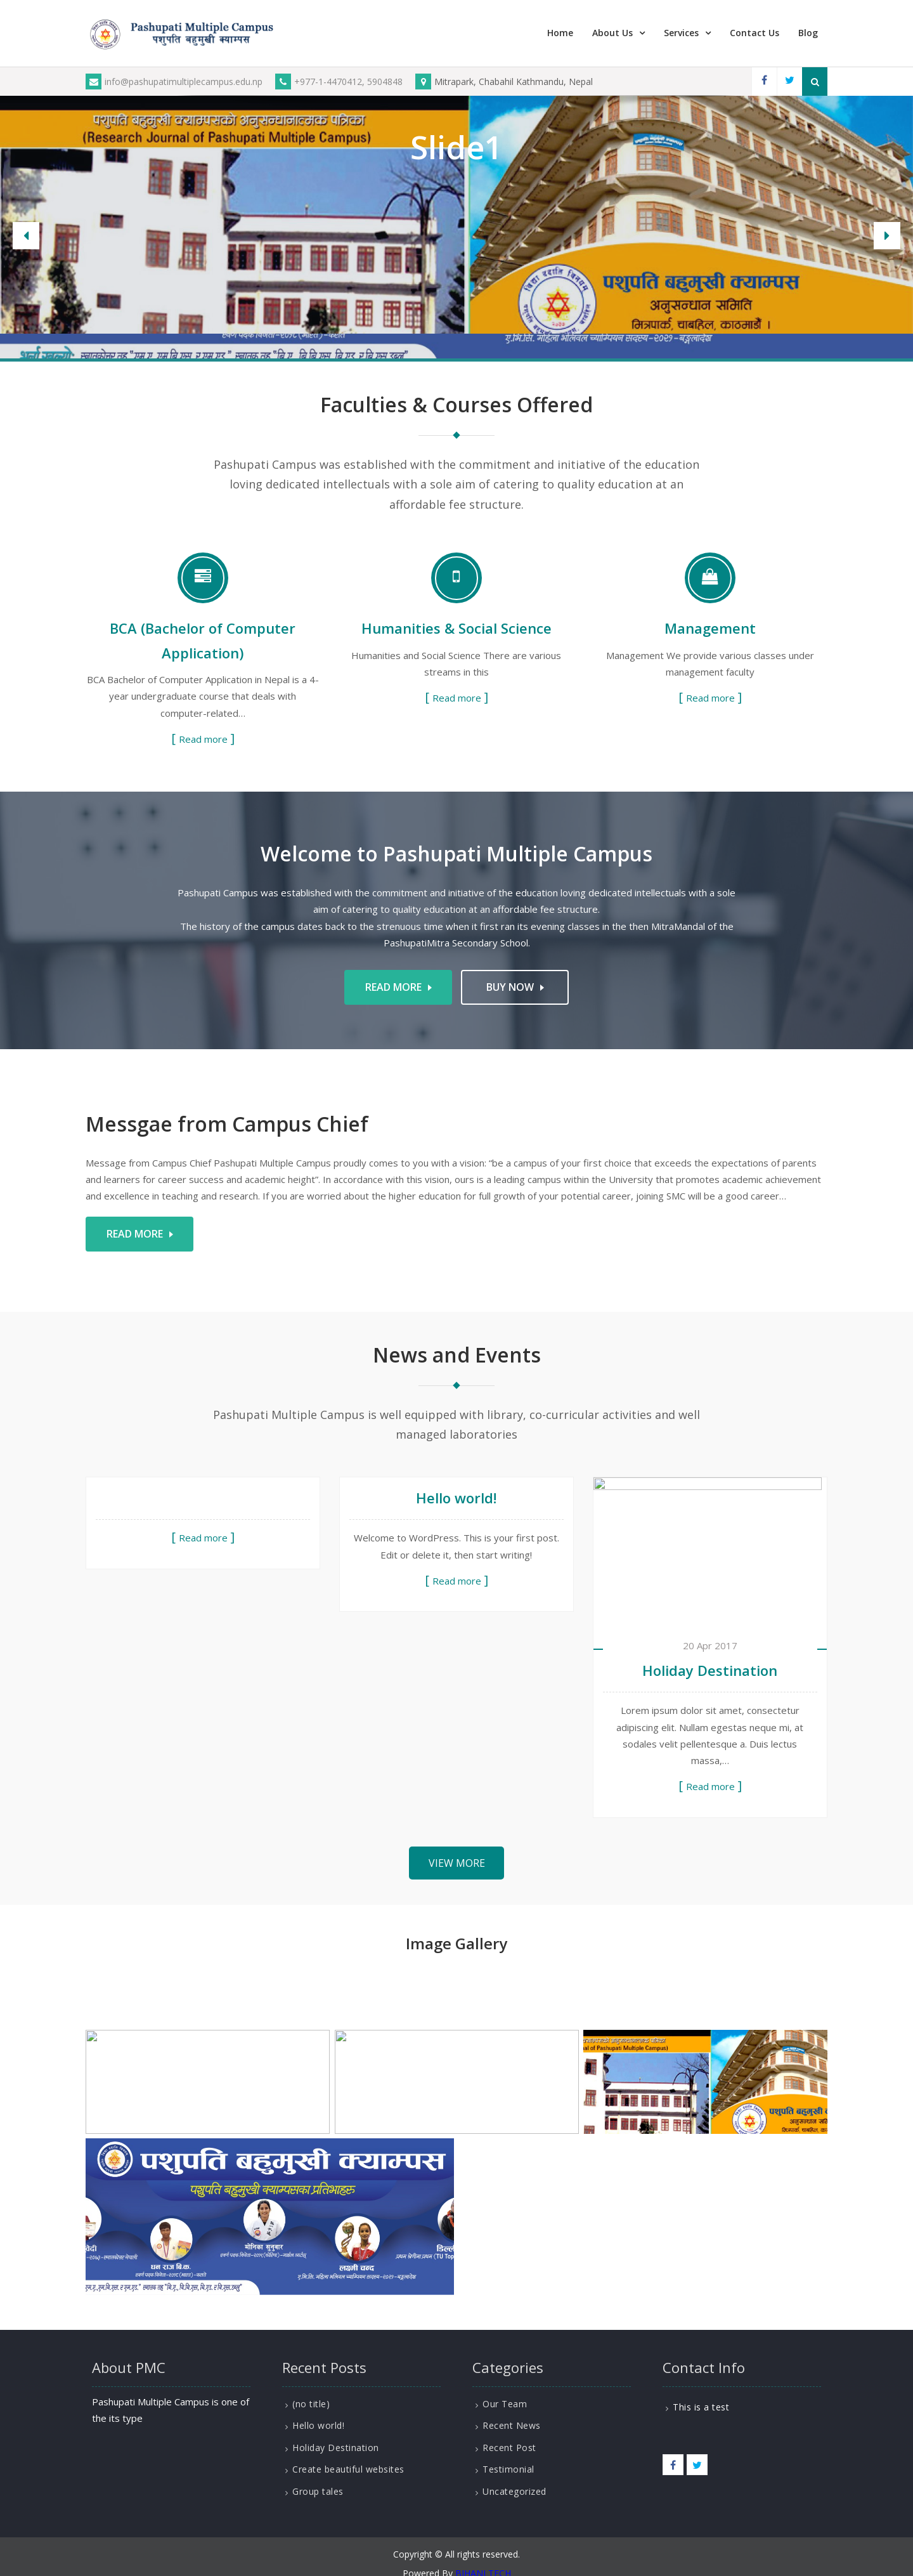 Pashupati Multiple Campus
पशुपति बहुमुखी क्याम्पस
Home
About Us
Services
Contact Us
Blog
info@pashupatimultiplecampus.edu.np
+977-1-4470412, 5904848
Mitrapark, Chabahil Kathmandu, Nepal
पशुपति बहुमुखी क्याम्पसको अनुसन्धानात्मक पत्रिका
(Research Journal of Pashupati Multiple Campus)
Slide1
पशुपति बहुमुखी क्याम्पस
अनुसन्धान समिति
मित्रपार्क, चाबहिल, काठमाडौं ।
Faculties & Courses Offered
Pashupati Campus was established with the commitment and initiative of the education
loving dedicated intellectuals with a sole aim of catering to quality education at an
affordable fee structure.
BCA (Bachelor of Computer
Application)
BCA Bachelor of Computer Application in Nepal is a 4-
year undergraduate course that deals with
computer-related…
[ Read more ]
Humanities & Social Science
Humanities and Social Science There are various
streams in this
[ Read more ]
Management
Management We provide various classes under
management faculty
[ Read more ]
Welcome to Pashupati Multiple Campus
Pashupati Campus was established with the commitment and initiative of the education loving dedicated intellectuals with a sole
aim of catering to quality education at an affordable fee structure.
The history of the campus dates back to the strenuous time when it first ran its evening classes in the then MitraMandal of the
PashupatiMitra Secondary School.
READ MORE
BUY NOW
Messgae from Campus Chief
Message from Campus Chief Pashupati Multiple Campus proudly comes to you with a vision: “be a campus of your first choice that exceeds the expectations of parents
and learners for career success and academic height”. In accordance with this vision, ours is a leading campus within the University that promotes academic achievement
and excellence in teaching and research. If you are worried about the higher education for full growth of your potential career, joining SMC will be a good career…
READ MORE
News and Events
Pashupati Multiple Campus is well equipped with library, co-curricular activities and well
managed laboratories
[ Read more ]
Hello world!
Welcome to WordPress. This is your first post.
Edit or delete it, then start writing!
[ Read more ]
20 Apr 2017
Holiday Destination
Lorem ipsum dolor sit amet, consectetur
adipiscing elit. Nullam egestas neque mi, at
sodales velit pellentesque a. Duis lectus
massa,…
[ Read more ]
VIEW MORE
Image Gallery
al of Pashupati Multiple Campus)
पशुपति बहुमुखी क
पशुपति बहुमुखी क्याम्पस
पशुपति बहुमुखी क्याम्पसका प्रतिभाहरु
धन राज बि.क.
मोनिका सुनुवार
लक्ष्मी चन्द
About PMC
Pashupati Multiple Campus is one of
the its type
Recent Posts
(no title)
Hello world!
Holiday Destination
Create beautiful websites
Group tales
Categories
Our Team
Recent News
Recent Post
Testimonial
Uncategorized
Contact Info
This is a test
Copyright © All rights reserved.
Powered By BIHANI TECH